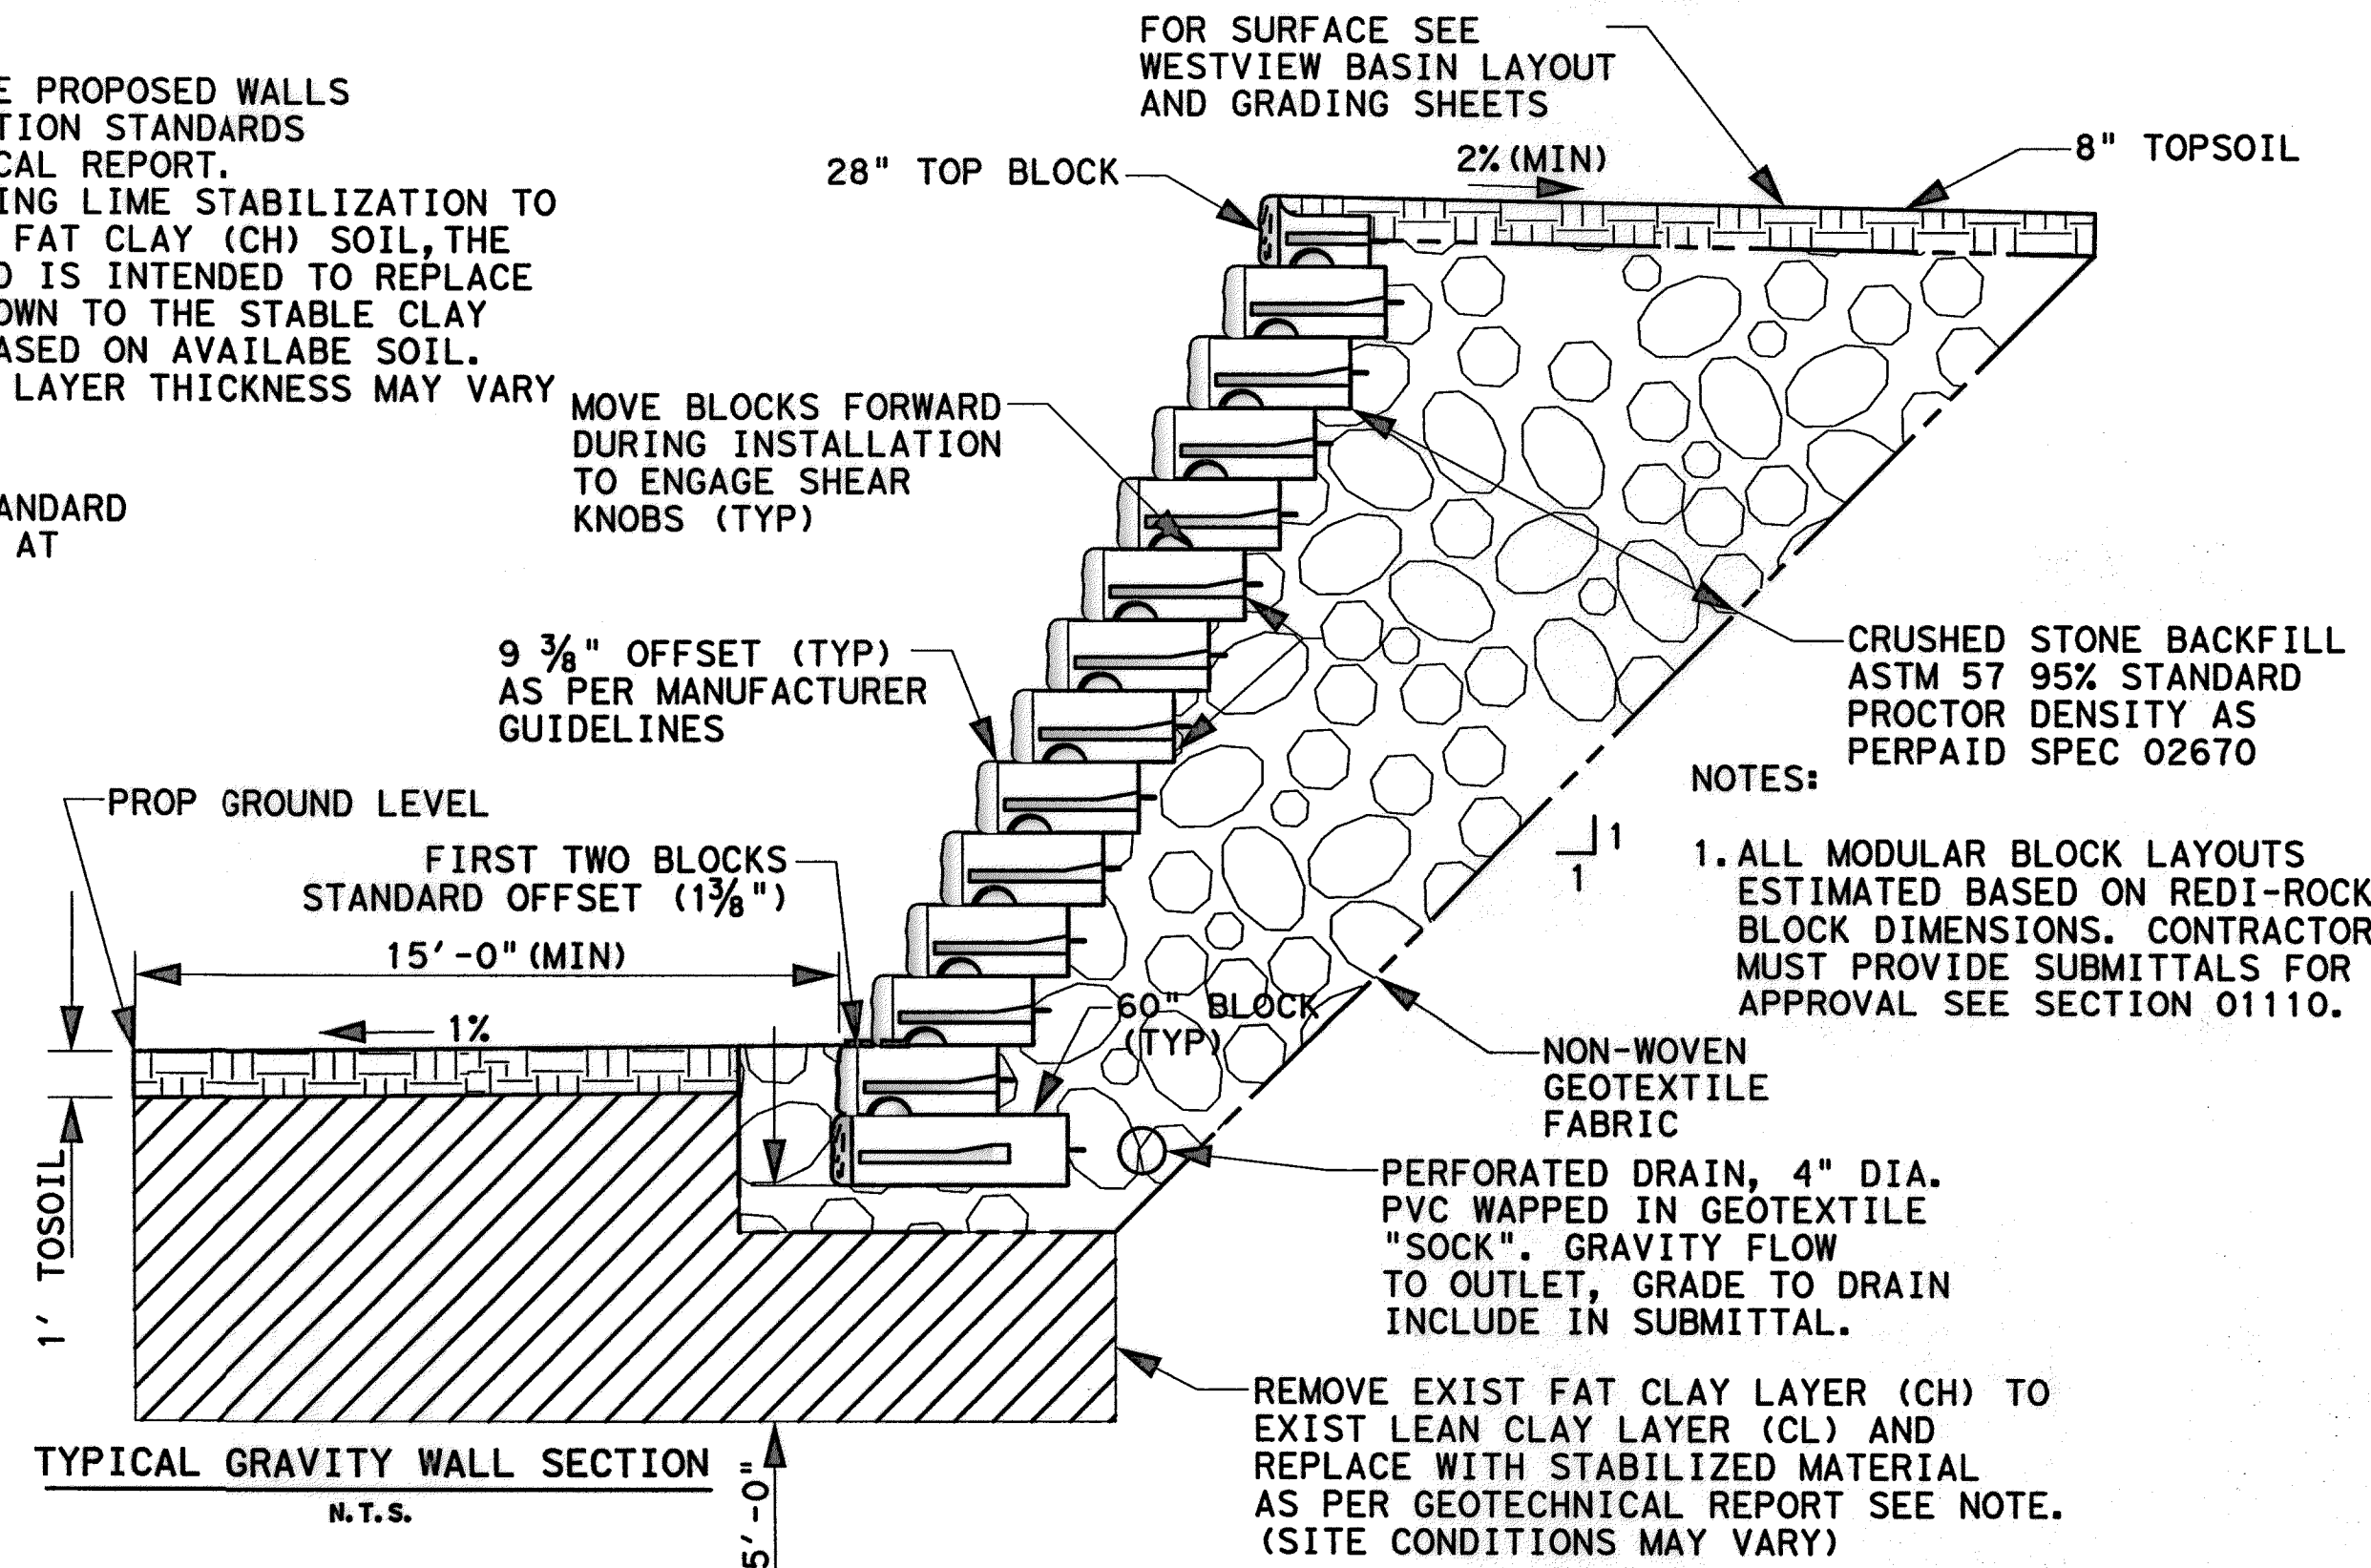 FOR SURFACE SEE
WESTVIEW BASIN LAYOUT
AND GRADING SHEETS
E PROPOSED WALLS
TION STANDARDS
CAL REPORT.
ING LIME STABILIZATION TO
FAT CLAY (CH) SOIL, THE
D IS INTENDED TO REPLACE
OWN TO THE STABLE CLAY
ASED ON AVAILABE SOIL.
LAYER THICKNESS MAY VARY
ANDARD
AT
28" TOP BLOCK
2% (MIN)
8" TOPSOIL
MOVE BLOCKS FORWARD
DURING INSTALLATION
TO ENGAGE SHEAR
KNOBS (TYP)
9 ⅜" OFFSET (TYP)
AS PER MANUFACTURER
GUIDELINES
CRUSHED STONE BACKFILL
ASTM 57 95% STANDARD
PROCTOR DENSITY AS
PERPAID SPEC 02670
PROP GROUND LEVEL
FIRST TWO BLOCKS
STANDARD OFFSET (1⅜")
15'-0" (MIN)
1%
1
1
NOTES:
1. ALL MODULAR BLOCK LAYOUTS
ESTIMATED BASED ON REDI-ROCK
BLOCK DIMENSIONS. CONTRACTOR
MUST PROVIDE SUBMITTALS FOR
APPROVAL SEE SECTION 01110.
60" BLOCK
(TYP)
NON-WOVEN
GEOTEXTILE
FABRIC
PERFORATED DRAIN, 4" DIA.
PVC WAPPED IN GEOTEXTILE
"SOCK". GRAVITY FLOW
TO OUTLET, GRADE TO DRAIN
INCLUDE IN SUBMITTAL.
1' TOSOIL
REMOVE EXIST FAT CLAY LAYER (CH) TO
EXIST LEAN CLAY LAYER (CL) AND
REPLACE WITH STABILIZED MATERIAL
AS PER GEOTECHNICAL REPORT SEE NOTE.
(SITE CONDITIONS MAY VARY)
5'-0"
TYPICAL GRAVITY WALL SECTION
N.T.S.